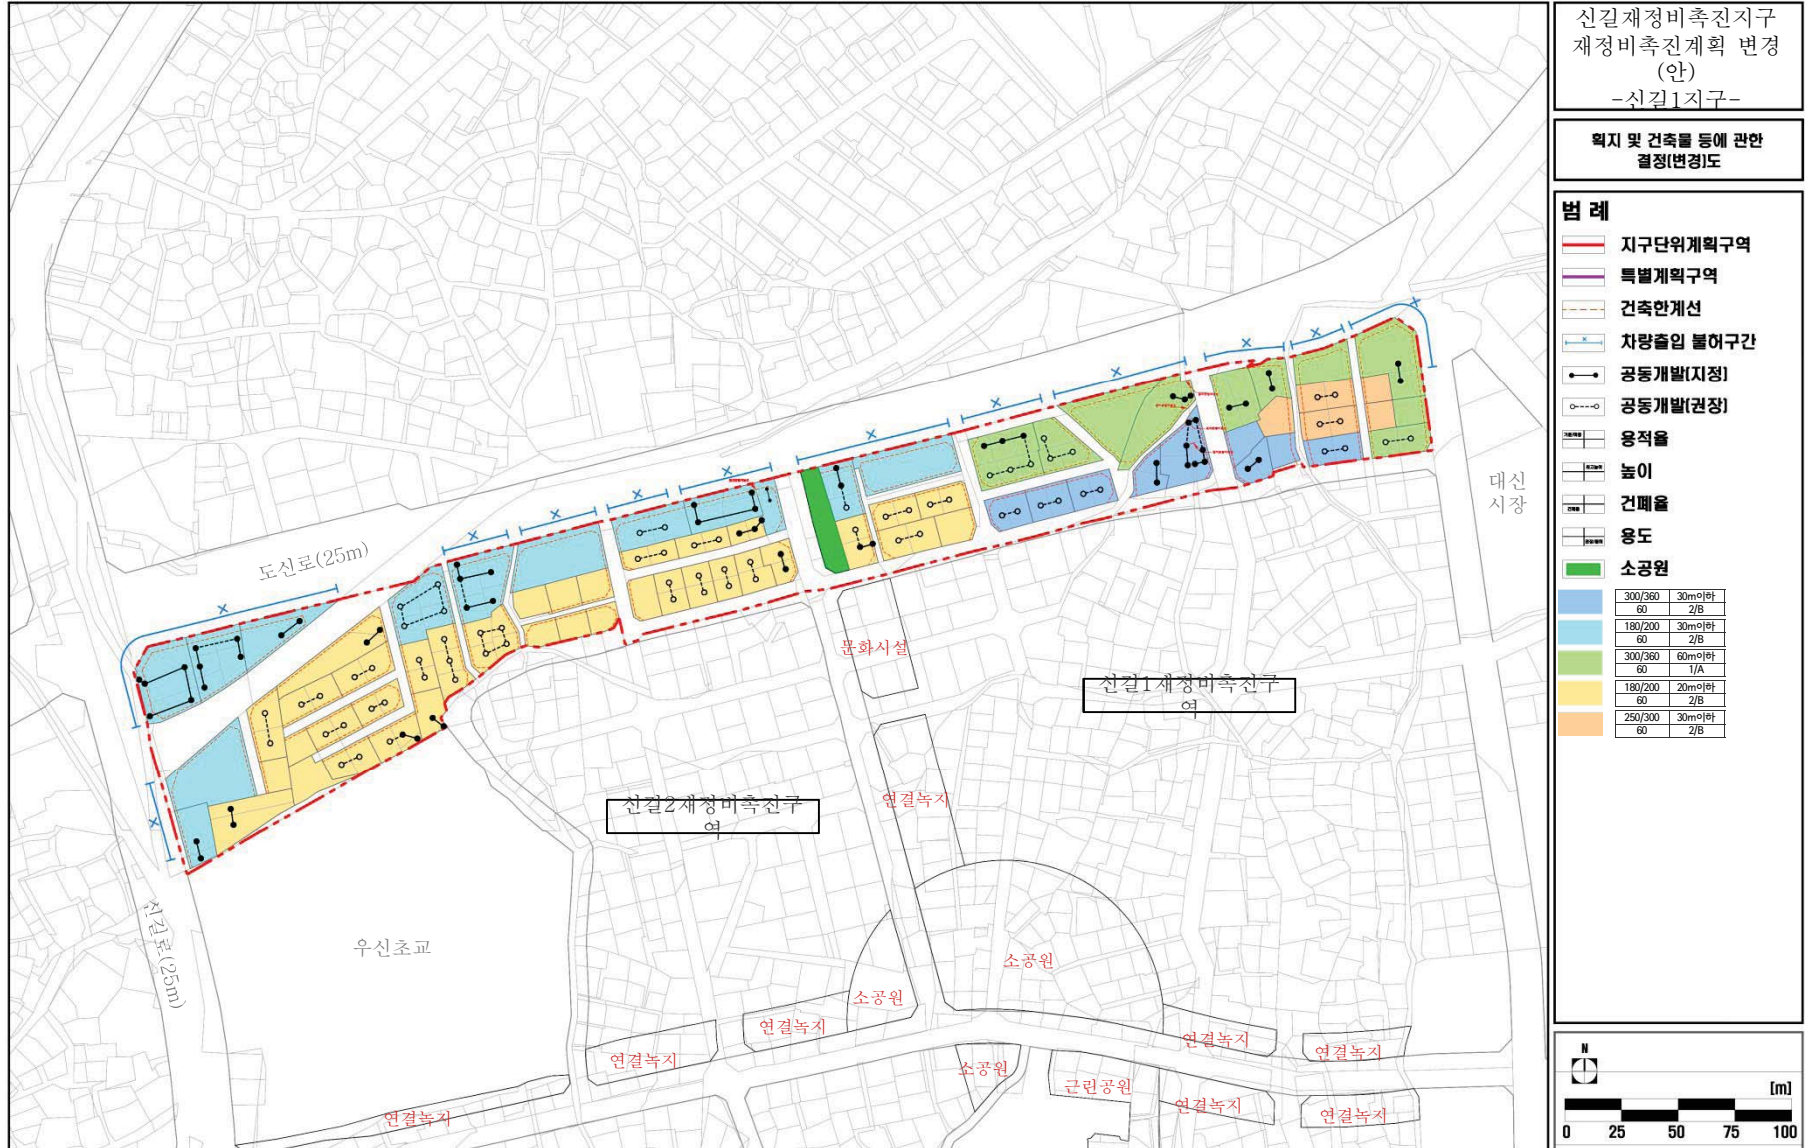 신길재정비촉진지구
재정비촉진계획 변경
(안)
-신길1지구-
획지 및 건축물 등에 관한
결정[변경]도
범 례
지구단위계획구역
특별계획구역
건축한계선
차량출입 불허구간
공동개발[지정]
공동개발[권장]
용적율
높이
건폐율
용도
소공원
300/360 30m이하
60 2/B
180/200 30m이하
60 2/B
300/360 60m이하
60 1/A
180/200 20m이하
60 2/B
250/300 30m이하
60 2/B
N
[m]
0 25 50 75 100
대신
시장
도신로(25m)
문화시설
신길1재정비촉진구
역
신길2재정비촉진구
역
연결녹지
신길로(25m)
우신초교
소공원
소공원
연결녹지
연결녹지
연결녹지
연결녹지
소공원
근린공원
연결녹지
연결녹지
연결녹지